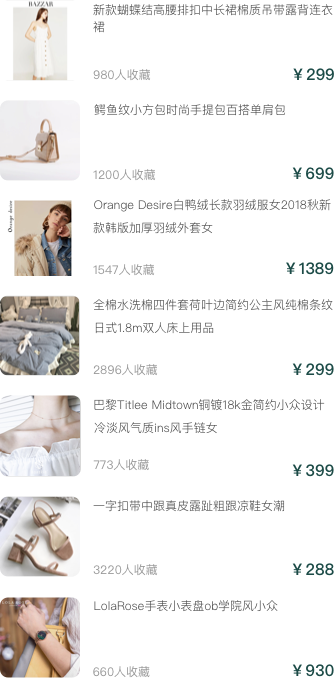 BAZZAR
新款蝴蝶结高腰排扣中长裙棉质吊带露背连衣
裙
980人收藏
¥ 299
鳄鱼纹小方包时尚手提包百搭单肩包
1200人收藏
¥ 699
Orange desire
Orange Desire白鸭绒长款羽绒服女2018秋新
款韩版加厚羽绒外套女
1547人收藏
¥ 1389
全棉水洗棉四件套荷叶边简约公主风纯棉条纹
日式1.8m双人床上用品
2896人收藏
¥ 299
巴黎Titlee Midtown铜镀18k金简约小众设计
冷淡风气质ins风手链女
773人收藏
¥ 399
一字扣带中跟真皮露趾粗跟凉鞋女潮
3220人收藏
¥ 288
LolaRose手表小表盘ob学院风小众
660人收藏
¥ 930